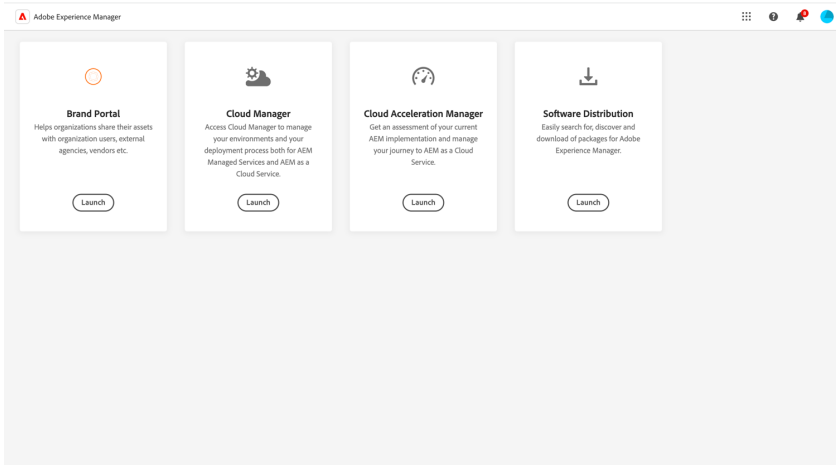 Adobe Experience Manager
Brand Portal
Helps organizations share their assets
with organization users, external
agencies, vendors etc.
Launch
Cloud Manager
Access Cloud Manager to manage
your environments and your
deployment process both for AEM
Managed Services and AEM as a
Cloud Service.
Launch
Cloud Acceleration Manager
Get an assessment of your current
AEM implementation and manage
your journey to AEM as a Cloud
Service.
Launch
Software Distribution
Easily search for, discover and
download of packages for Adobe
Experience Manager.
Launch